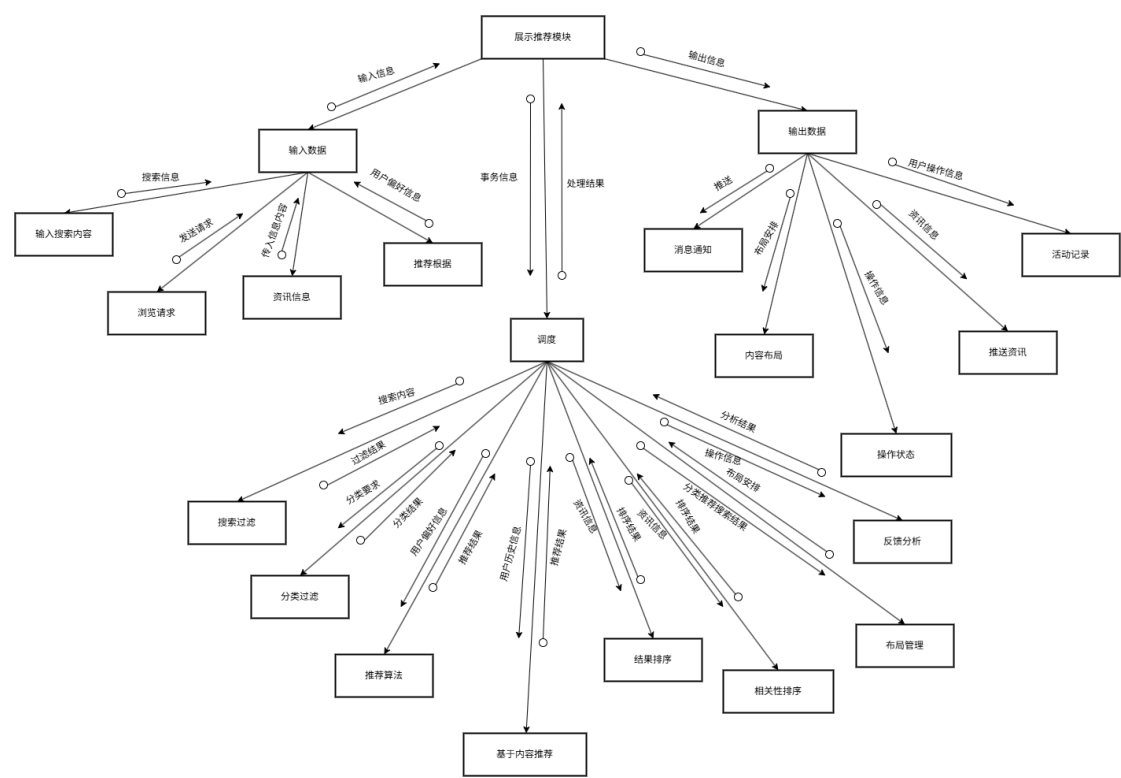 展示推荐模块
输入信息
输出信息
输入数据
输出数据
事务信息
处理结果
搜索信息
用户偏好信息
发送请求
传入信息内容
输入搜索内容
浏览请求
资讯信息
推荐根据
推送
布局安排
用户操作信息
资讯信息
操作信息
消息通知
内容布局
活动记录
推送资讯
操作状态
调度
搜索内容
过滤结果
分类要求
分类结果
用户偏好信息
推荐结果
用户历史信息
推荐结果
资讯信息
排序结果
资讯信息
排序结果
分类推荐搜索结果
布局安排
操作信息
分析结果
搜索过滤
分类过滤
推荐算法
基于内容推荐
结果排序
相关性排序
布局管理
反馈分析